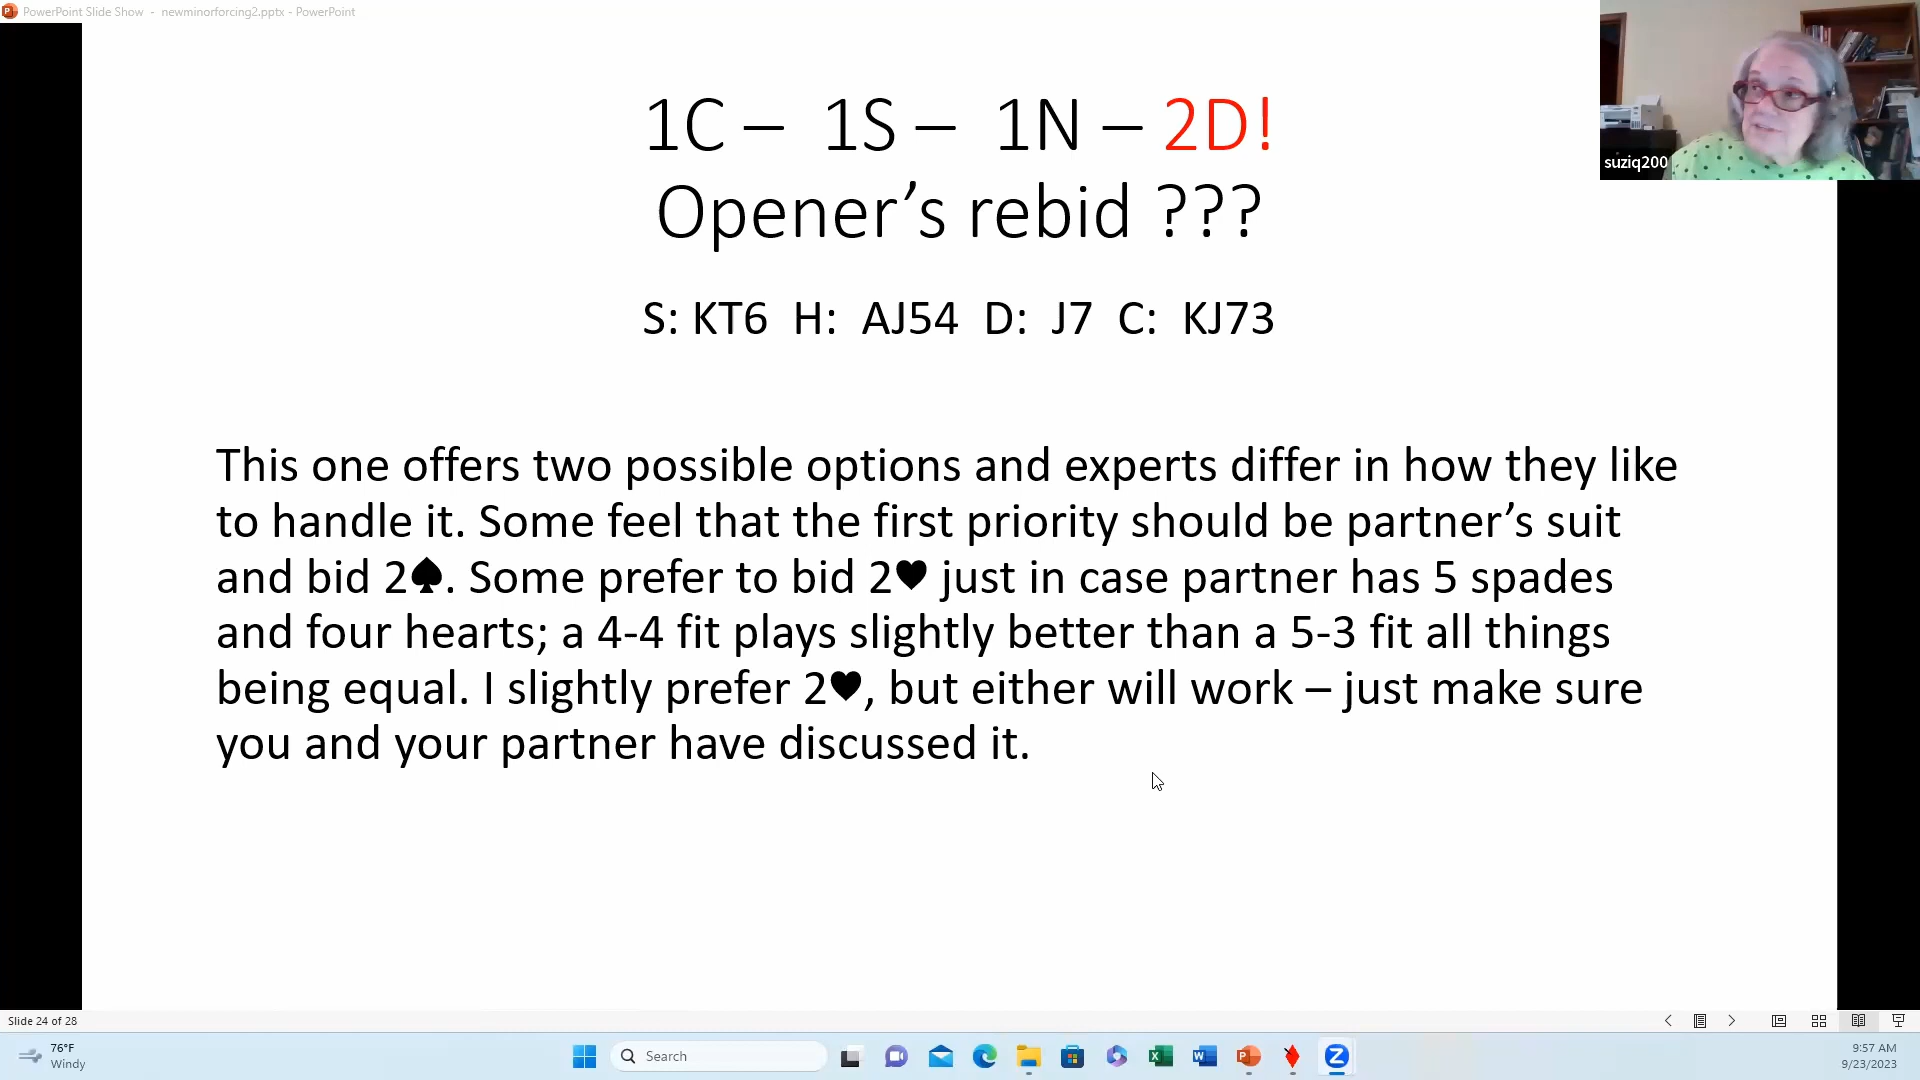 PowerPoint Slide Show - newminorforcing2.pptx - PowerPoint
suziq200
1C – 1S – 1N – 2D!
Opener’s rebid ???
S: KT6 H: AJ54 D: J7 C: KJ73
This one offers two possible options and experts differ in how they like
to handle it. Some feel that the first priority should be partner’s suit
and bid 2♠. Some prefer to bid 2♥ just in case partner has 5 spades
and four hearts; a 4-4 fit plays slightly better than a 5-3 fit all things
being equal. I slightly prefer 2♥, but either will work – just make sure
you and your partner have discussed it.
Slide 24 of 28
76°F
Windy
Search
9:57 AM
9/23/2023